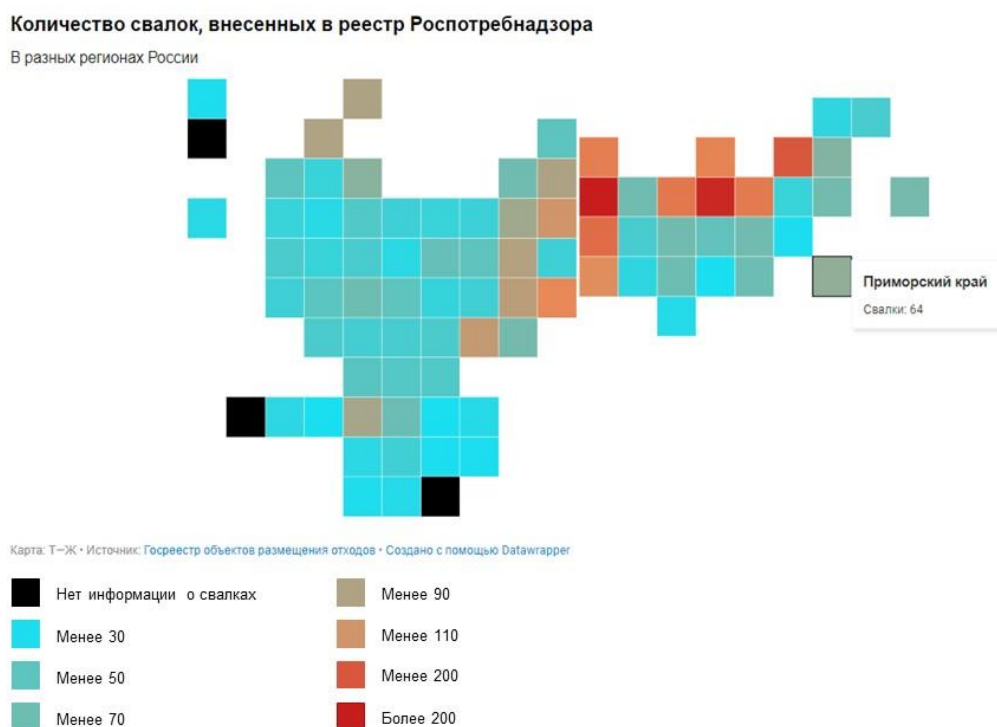 Количество свалок, внесенных в реестр Роспотребнадзора
В разных регионах России
Приморский край
Свалки: 64
Карта: Т—Ж • Источник: Госреестр объектов размещения отходов • Создано с помощью Datawrapper
Нет информации о свалках
Менее 30
Менее 50
Менее 70
Менее 90
Менее 110
Менее 200
Более 200